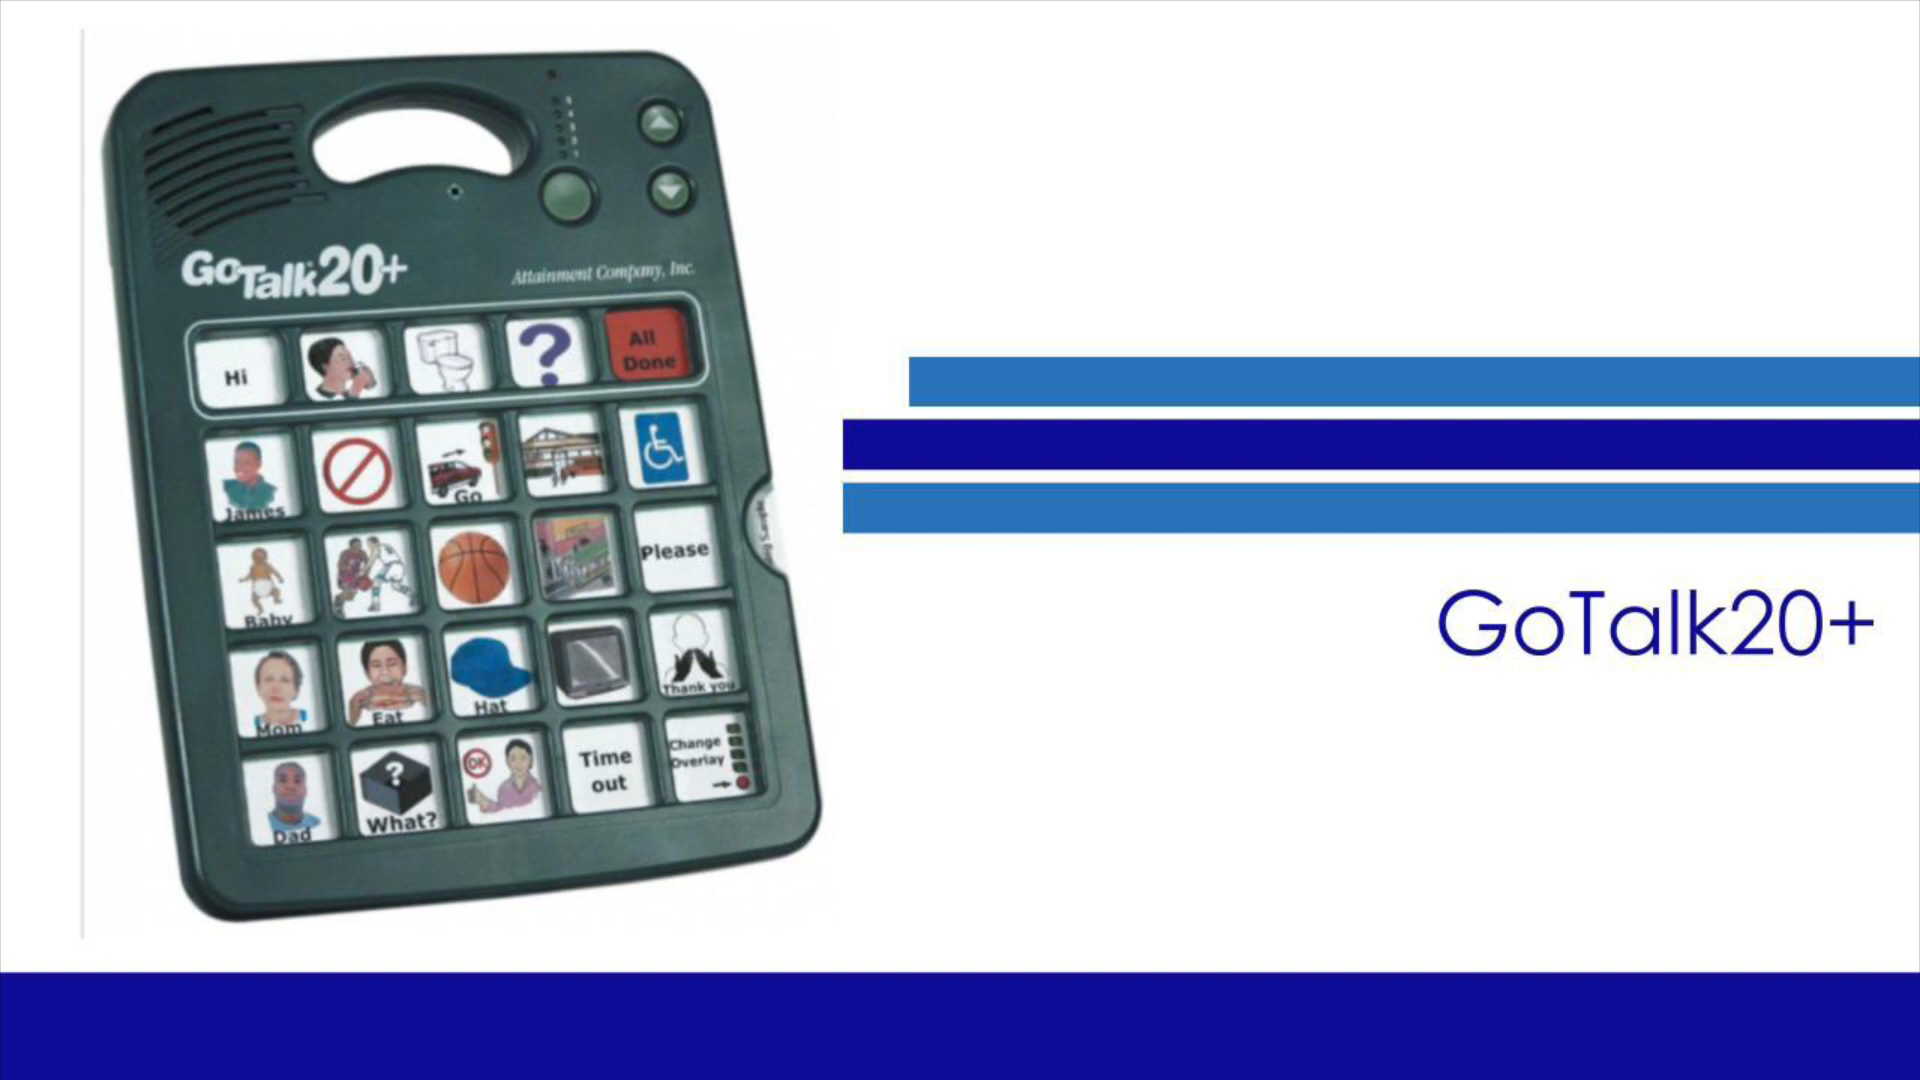 GoTalk20+
Attainment Company, Inc.
Hi
All
Done
James
Go
Baby
Please
Mom
Eat
Hat
Thank you
Dad
What?
OK
Time
out
Change
Overlay
GoTalk20+